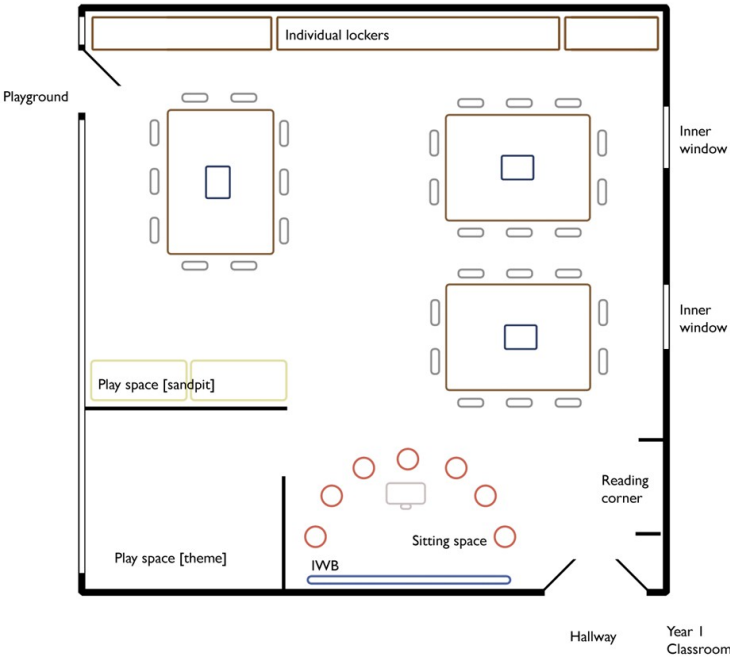 Individual lockers
Playground
Inner
window
Inner
window
Play space [sandpit]
Reading
corner
Sitting space
Play space [theme]
IWB
Hallway
Year 1
Classroom